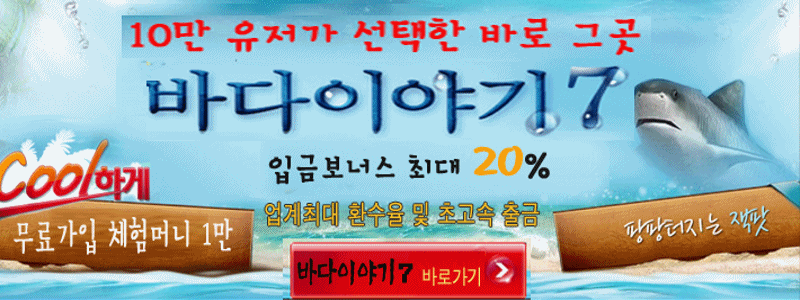 10만 유저가 선택한 바로 그곳
바다이야기7
입금보너스 최대 20%
Cool하게
업계최대 환수율 및 초고속 출금
무료가입 체험머니 1만
팡팡터지는 잭팟
바다이야기7 바로가기